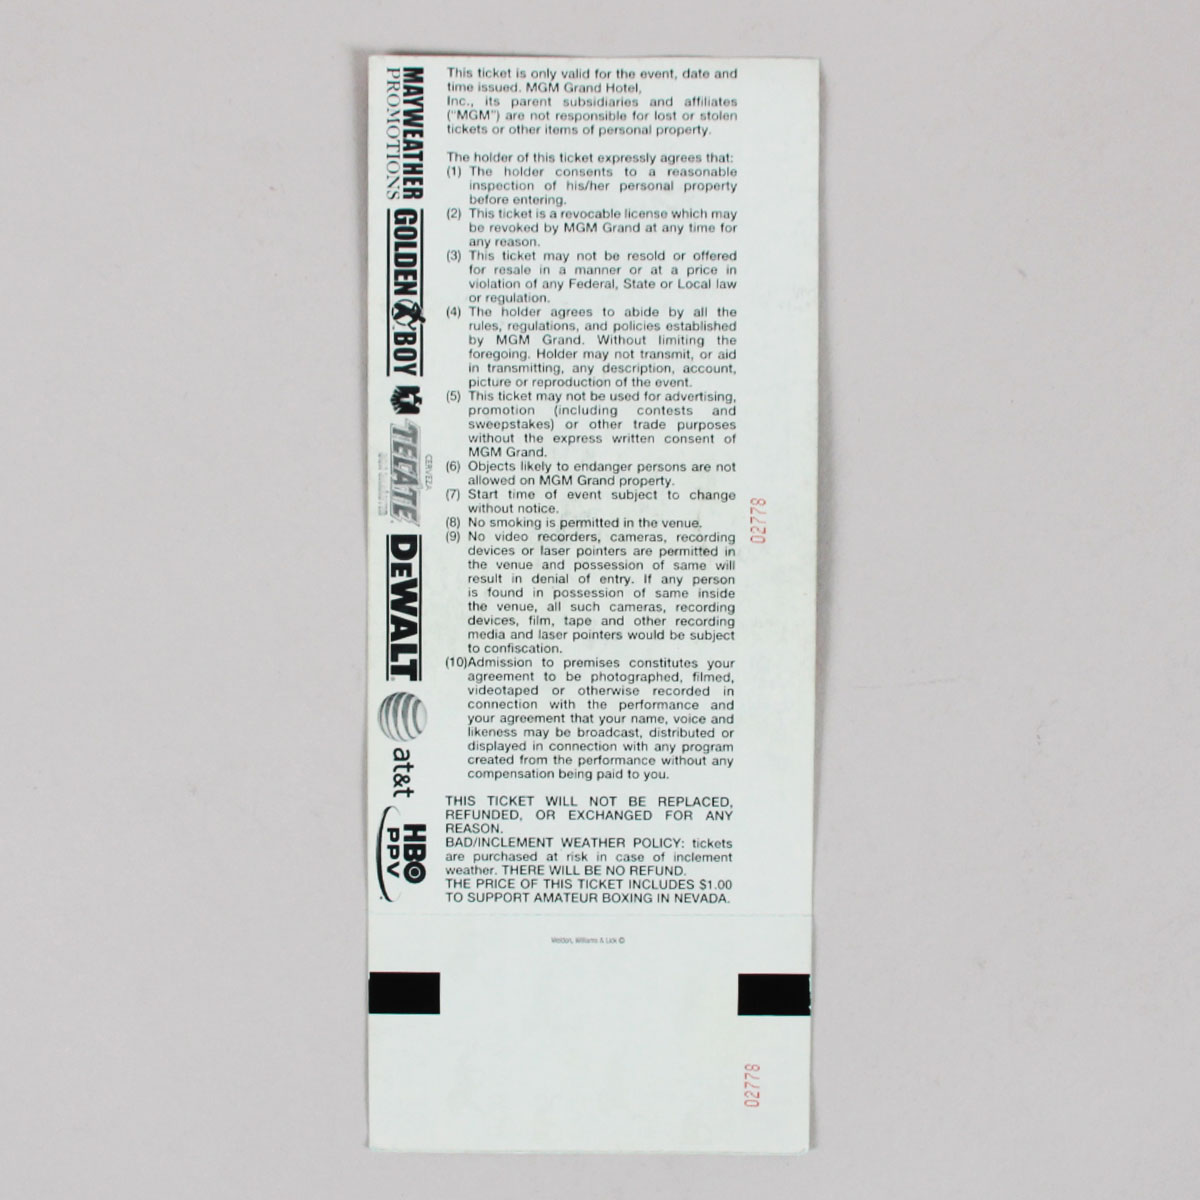 This ticket is only valid for the event, date and
time issued. MGM Grand Hotel,
Inc., its parent subsidiaries and affiliates
("MGM") are not responsible for lost or stolen
tickets or other items of personal property.
The holder of this ticket expressly agrees that:
(1) The holder consents to a reasonable
inspection of his/her personal property
before entering.
(2) This ticket is a revocable license which may
be revoked by MGM Grand at any time for
any reason.
(3) This ticket may not be resold or offered
for resale in a manner or at a price in
violation of any Federal, State or Local law
or regulation.
(4) The holder agrees to abide by all the
rules, regulations, and policies established
by MGM Grand. Without limiting the
foregoing. Holder may not transmit, or aid
in transmitting, any description, account,
picture or reproduction of the event.
(5) This ticket may not be used for advertising,
promotion (including contests and
sweepstakes) or other trade purposes
without the express written consent of
MGM Grand.
(6) Objects likely to endanger persons are not
allowed on MGM Grand property.
(7) Start time of event subject to change
without notice.
(8) No smoking is permitted in the venue.
(9) No video recorders, cameras, recording
devices or laser pointers are permitted in
the venue and possession of same will
result in denial of entry. If any person
is found in possession of same inside
the venue, all such cameras, recording
devices, film, tape and other recording
media and laser pointers would be subject
to confiscation.
(10)Admission to premises constitutes your
agreement to be photographed, filmed,
videotaped or otherwise recorded in
connection with the performance and
your agreement that your name, voice and
likeness may be broadcast, distributed or
displayed in connection with any program
created from the performance without any
compensation being paid to you.
THIS TICKET WILL NOT BE REPLACED,
REFUNDED, OR EXCHANGED FOR ANY
REASON.
BAD/INCLEMENT WEATHER POLICY: tickets
are purchased at risk in case of inclement
weather. THERE WILL BE NO REFUND.
THE PRICE OF THIS TICKET INCLUDES $1.00
TO SUPPORT AMATEUR BOXING IN NEVADA.
Weldon, Williams & Lick ©
MAYWEATHER
PROMOTIONS
GOLDEN BOY
CERVEZA
TECATE
DEWALT
at&t
HBO
PPV
02778
02778